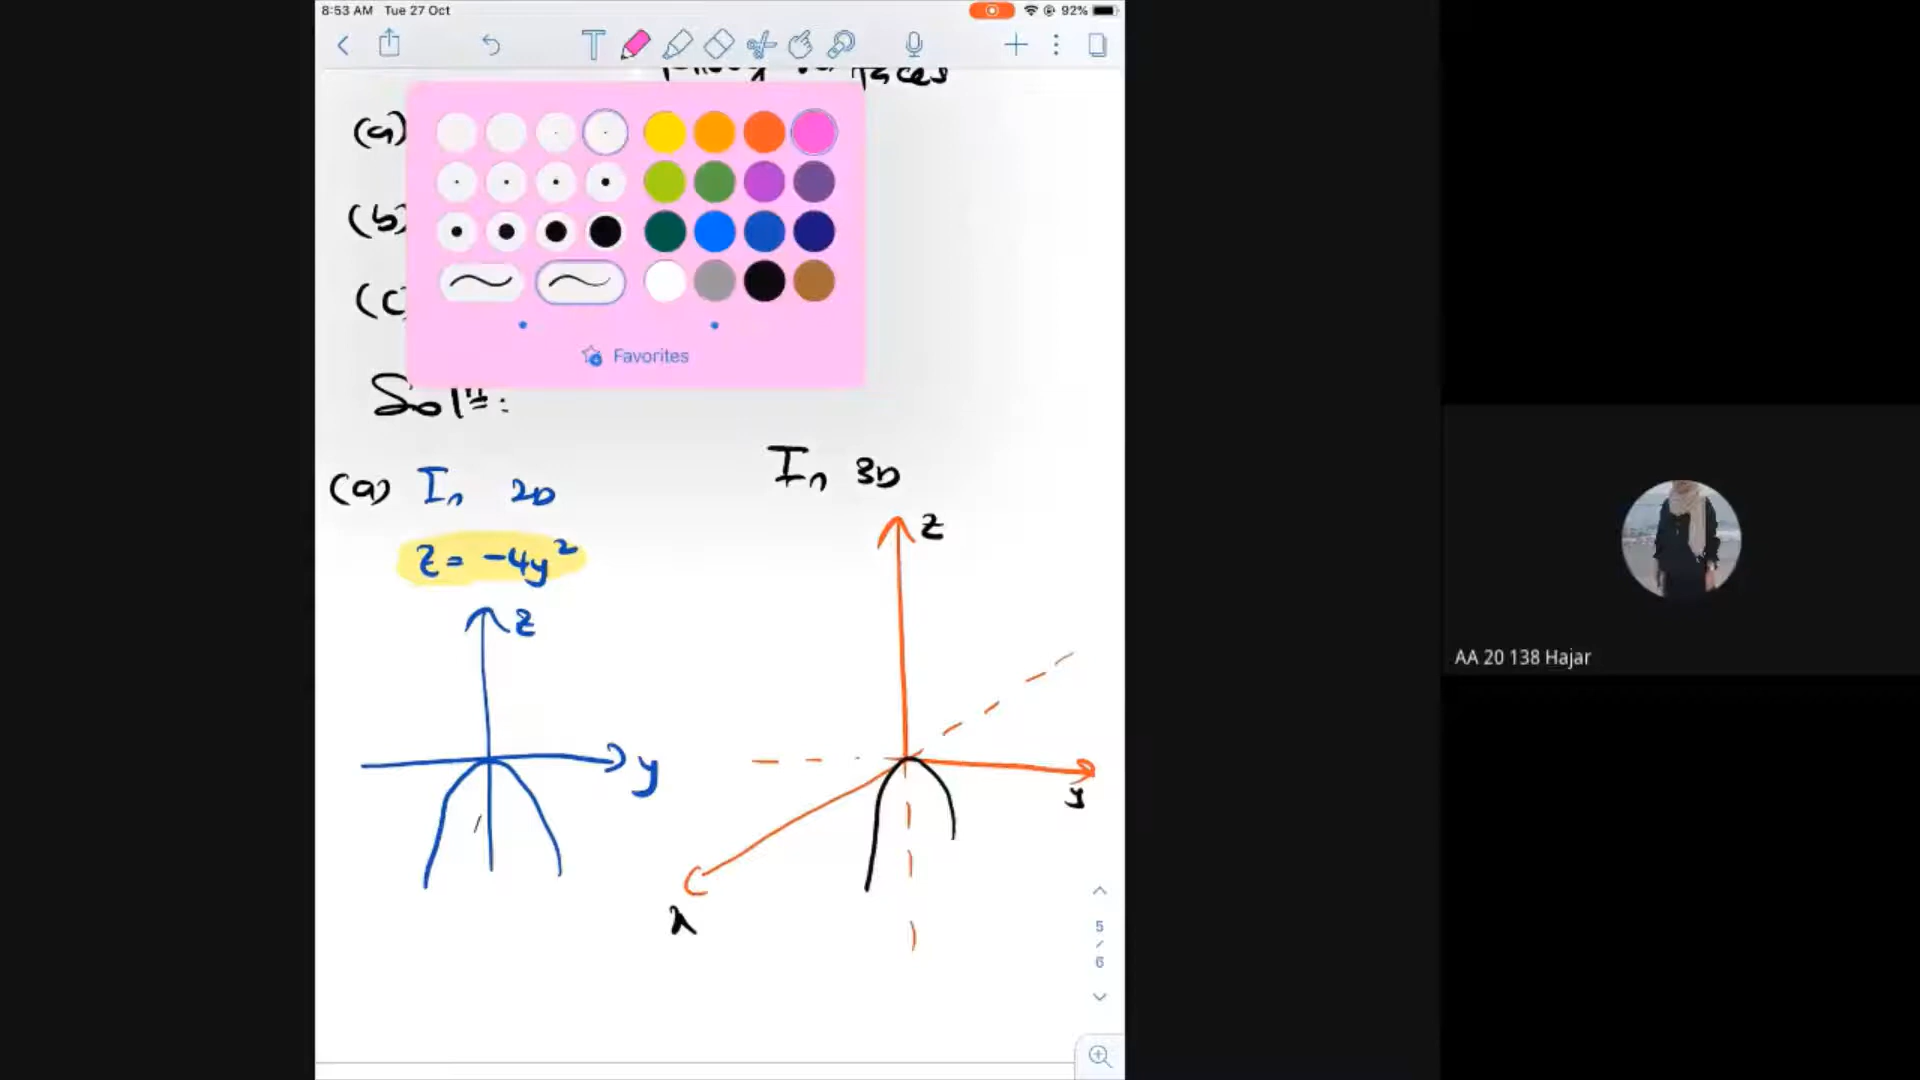 8:53 AM Tue 27 Oct
92%
T
(a)
(b)
(c
Favorites
Solⁿ:
(a) In 2D
In 3D
z = -4y²
z
y
z
y
x
5
/
6
AA 20 138 Hajar